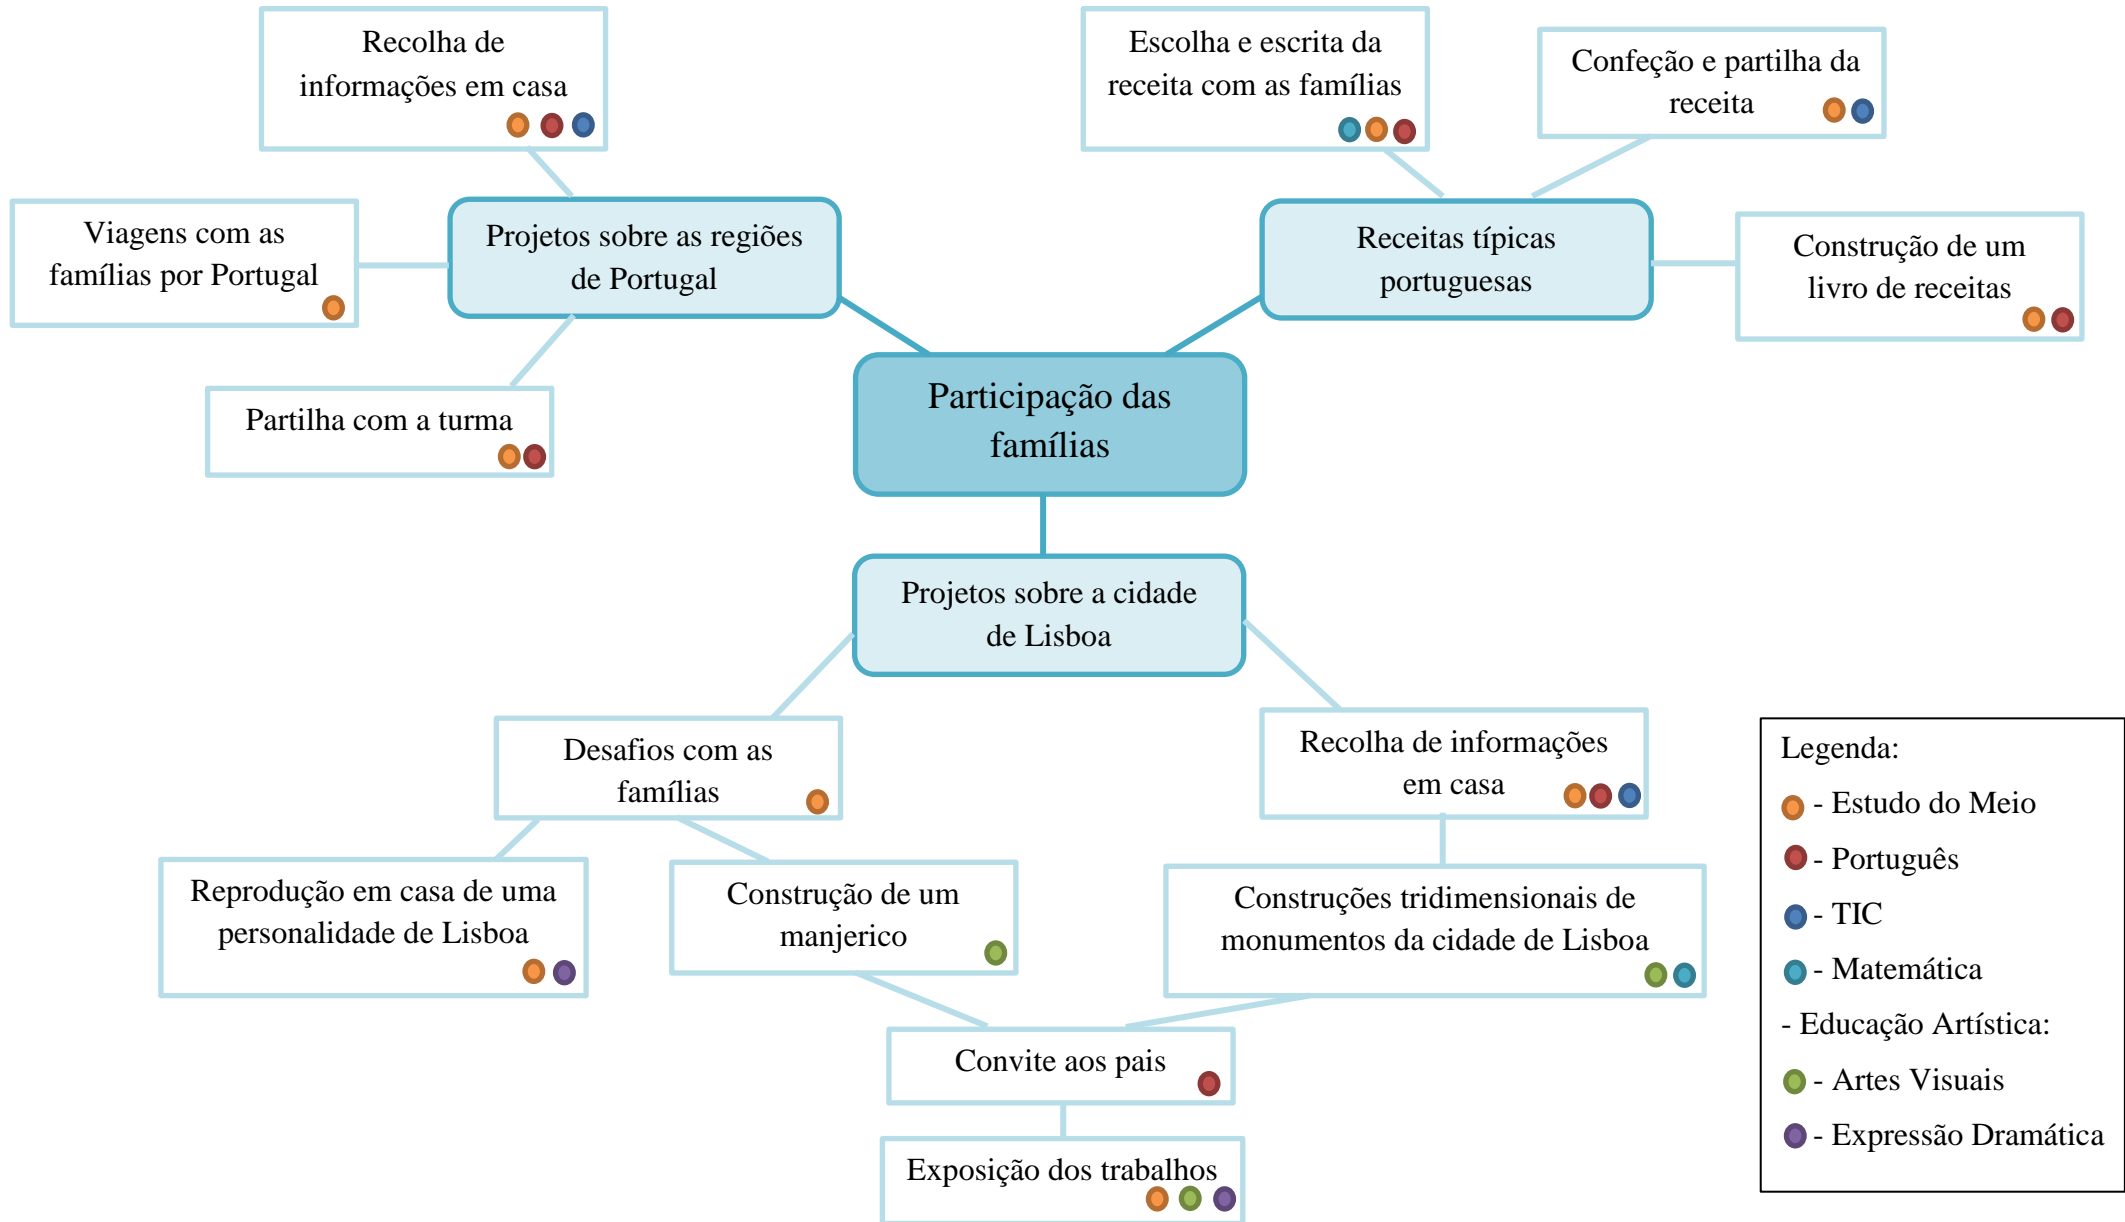 Recolha de
informações em casa
Escolha e escrita da
receita com as famílias
Confeção e partilha da
receita
Viagens com as
famílias por Portugal
Projetos sobre as regiões
de Portugal
Receitas típicas
portuguesas
Construção de um
livro de receitas
Partilha com a turma
Participação das
famílias
Projetos sobre a cidade
de Lisboa
Desafios com as
famílias
Recolha de informações
em casa
Reprodução em casa de uma
personalidade de Lisboa
Construção de um
manjerico
Construções tridimensionais de
monumentos da cidade de Lisboa
Convite aos pais
Exposição dos trabalhos
Legenda:
- Estudo do Meio
- Português
- TIC
- Matemática
- Educação Artística:
- Artes Visuais
- Expressão Dramática